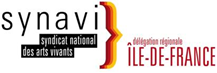 synavi
syndicat national
des arts vivants
délégation régionale
ÎLE-DE-FRANCE